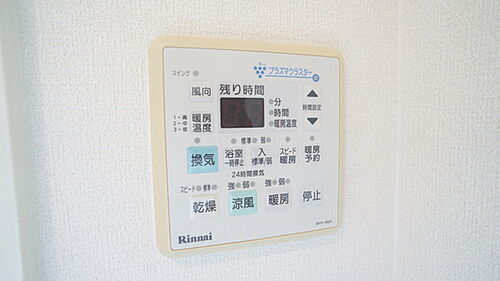 プラズマクラスター
スイング
風向
残り時間
分
時間
暖房温度
時間設定
1－高
2－中
3－低
暖房
温度
標準 弱
換気
浴室
一時停止
入
標準/弱
スピード
暖房
暖房
予約
24時間換気
スピード 標準
強 弱
強 弱
乾燥
涼風
暖房
停止
Rinnai